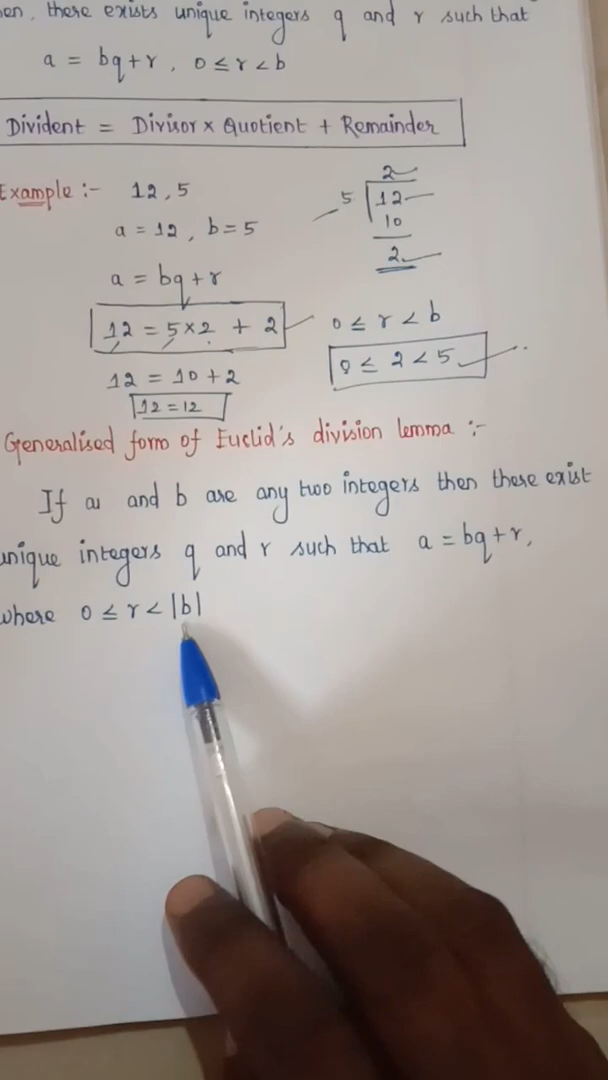 there exists unique integers q and r such that
a = bq + r, 0 ≤ r < b
Divident = Divisor × Quotient + Remainder
Example :- 12, 5
a = 12, b = 5
a = bq + r
12 = 5×2 + 2
12 = 10 + 2
12 = 12
2
5 12
10
2
0 ≤ r < b
0 ≤ 2 < 5
Generalised form of Euclid's division lemma :-
If a and b are any two integers then there exist
unique integers q and r such that a = bq + r,
where 0 ≤ r < |b|